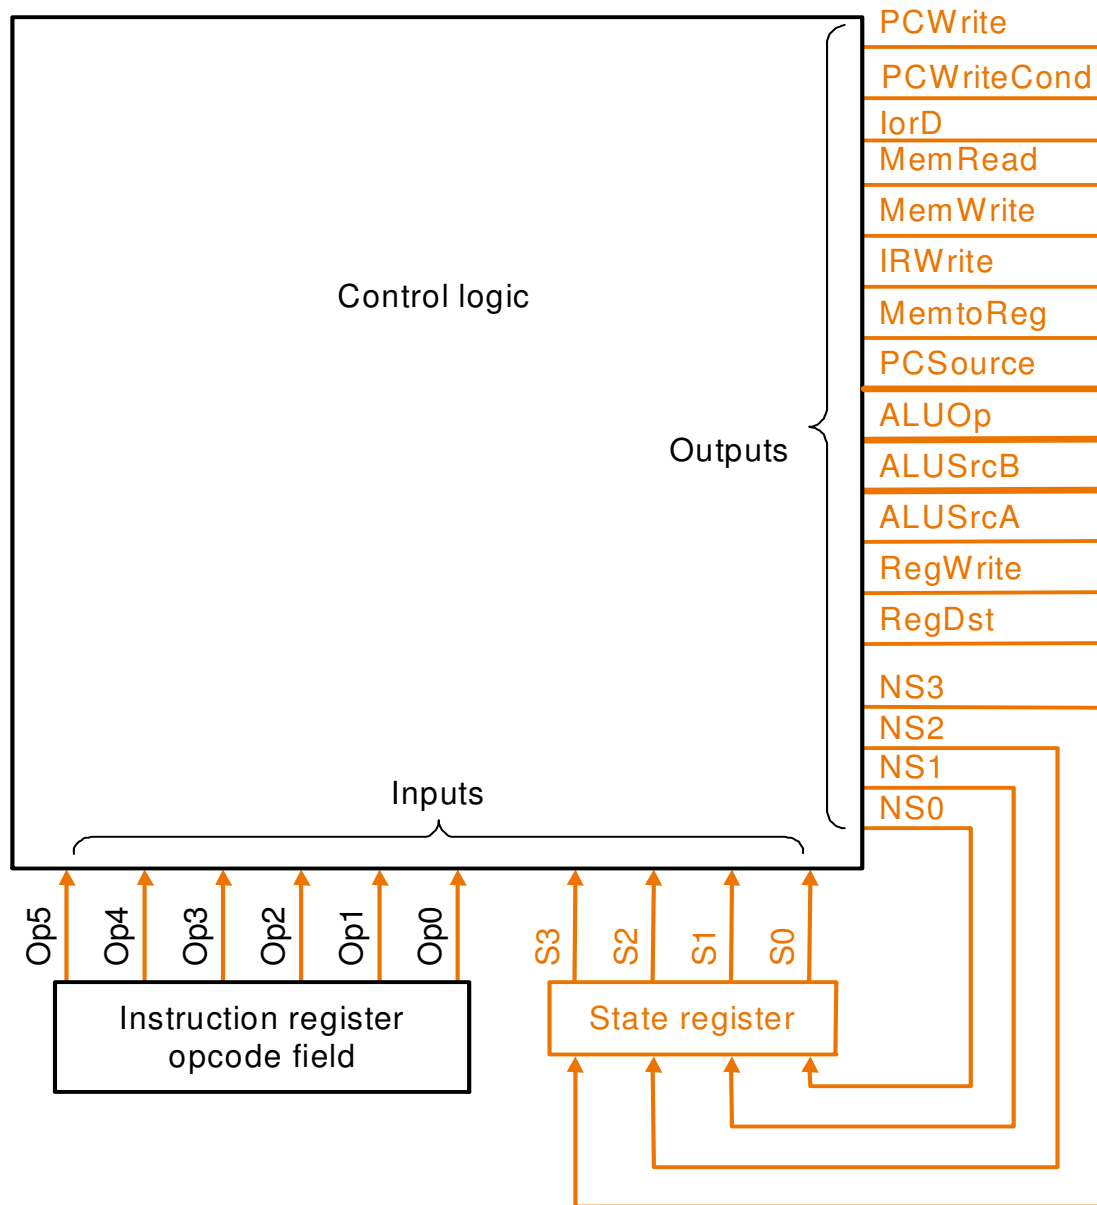 PCWrite
PCWriteCond
IorD
MemRead
MemWrite
IRWrite
Control logic
MemtoReg
PCSource
ALUOp
Outputs
ALUSrcB
ALUSrcA
RegWrite
RegDst
NS3
NS2
NS1
Inputs
NS0
Op5
Op4
Op3
Op2
Op1
Op0
S3
S2
S1
S0
Instruction register
opcode field
State register